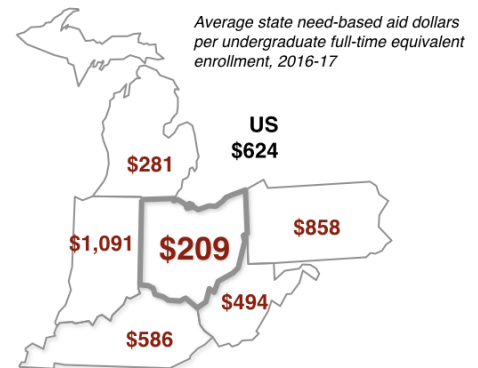 Average state need-based aid dollars
per undergraduate full-time equivalent
enrollment, 2016-17
US
$624
$281
$1,091
$209
$858
$494
$586